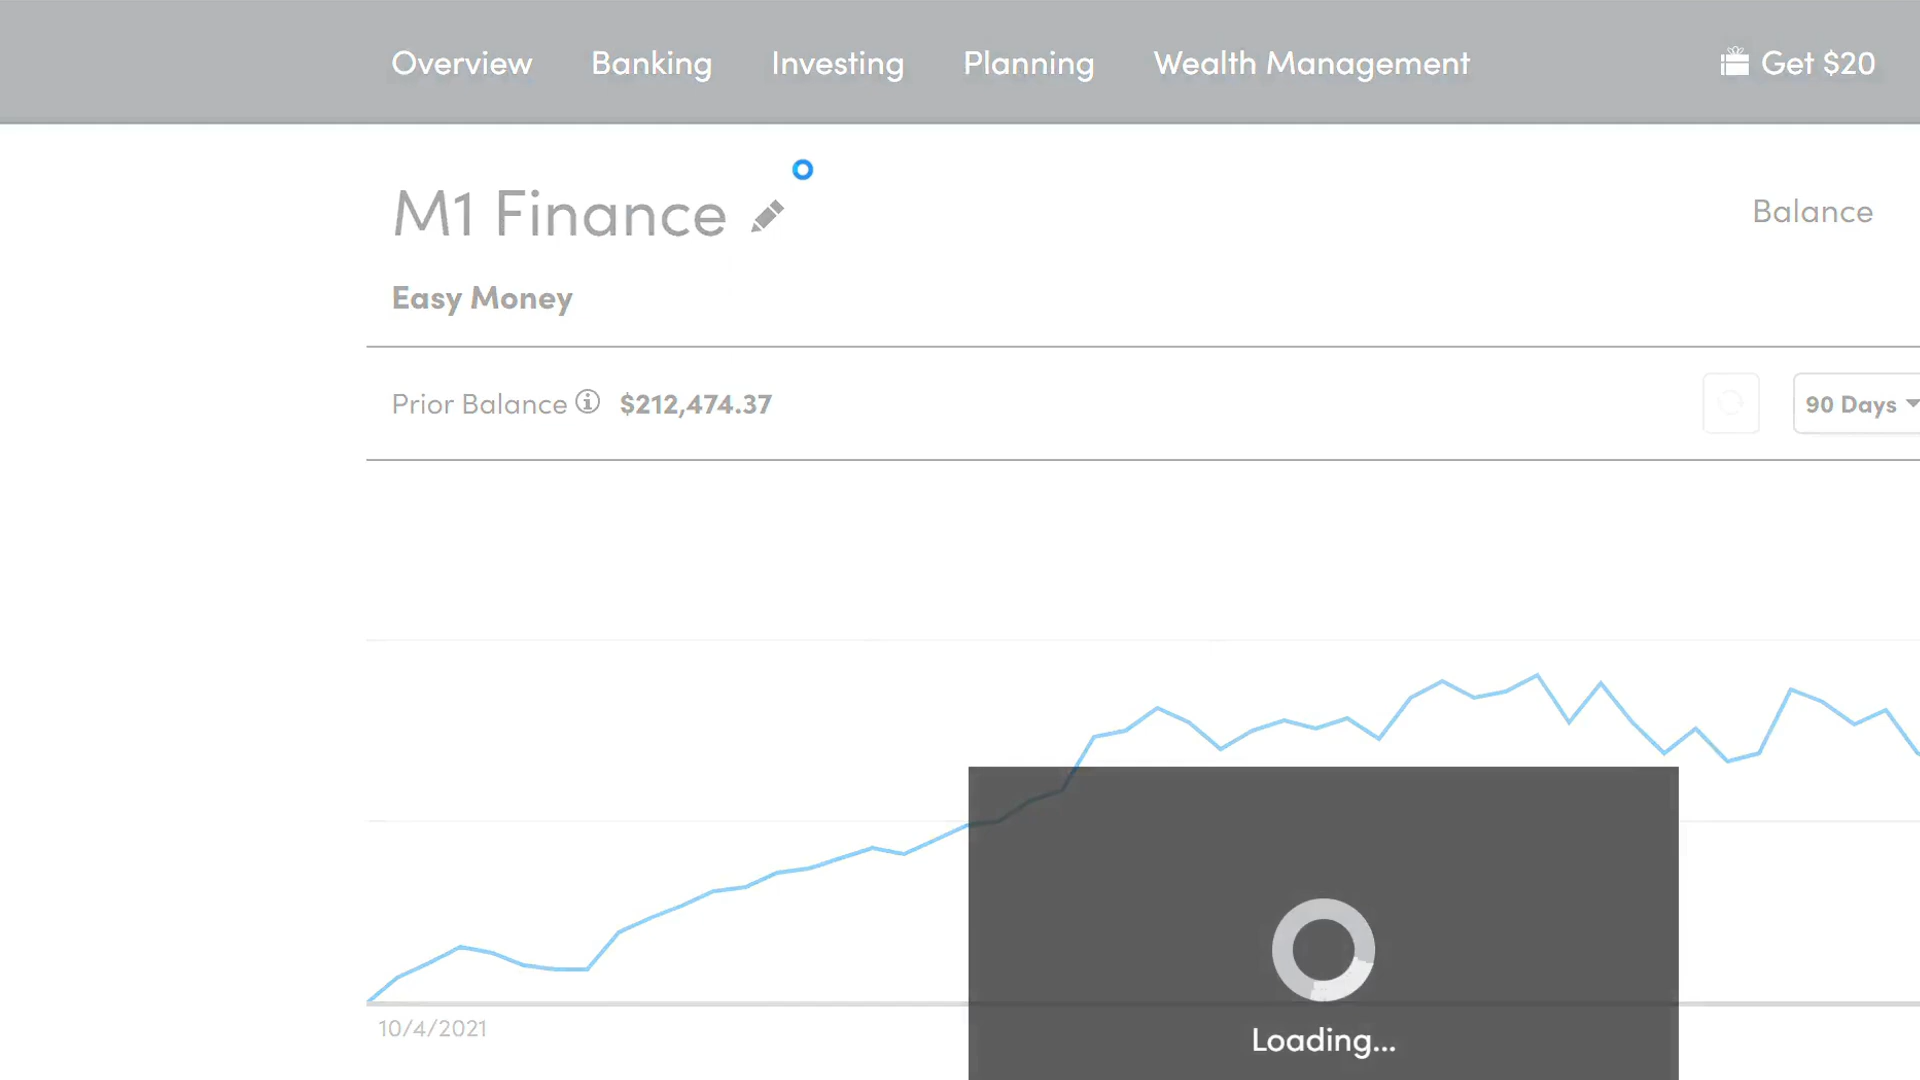 Overview Banking Investing Planning Wealth Management Get $20
M1 Finance
Balance
Easy Money
Prior Balance $212,474.37
90 Days
10/4/2021
Loading...